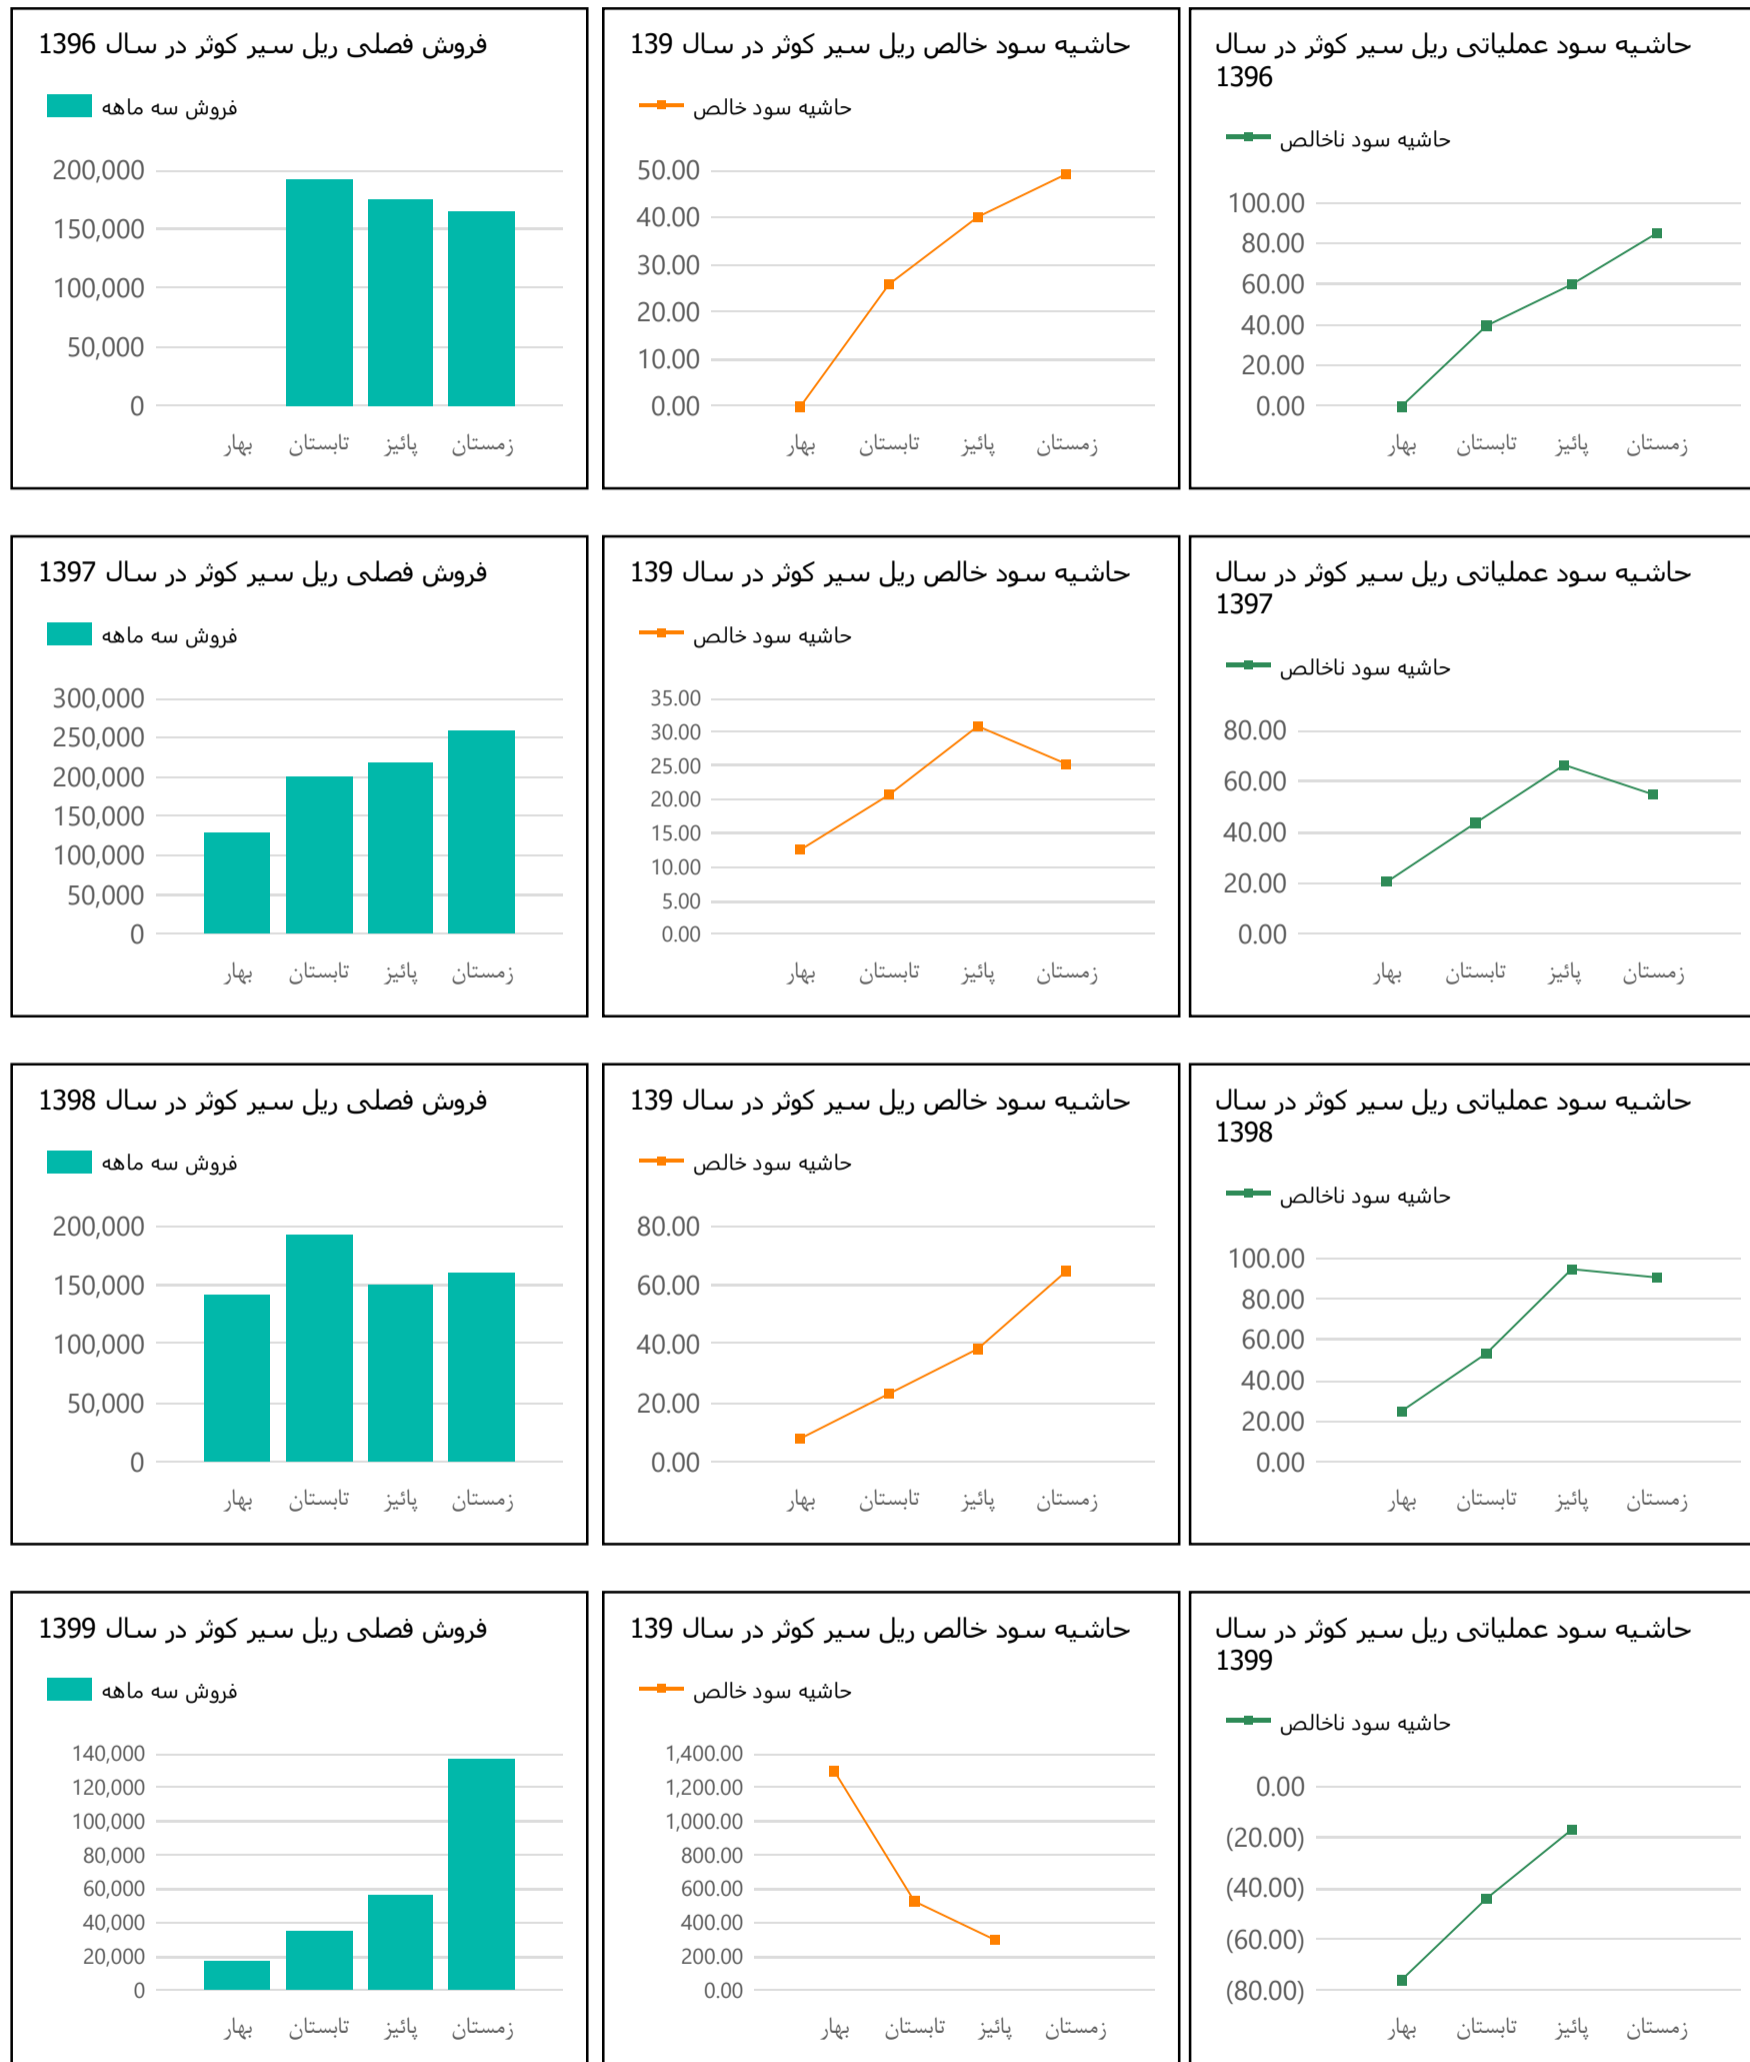 فروش فصلی ریل سیر کوثر در سال 1396
فروش سه ماهه
200,000
150,000
100,000
50,000
0
بهار تابستان پائیز زمستان
حاشیه سود خالص ریل سیر کوثر در سال 139
حاشیه سود خالص
50.00
40.00
30.00
20.00
10.00
0.00
بهار تابستان پائیز زمستان
حاشیه سود عملیاتی ریل سیر کوثر در سال
1396
حاشیه سود ناخالص
100.00
80.00
60.00
40.00
20.00
0.00
بهار تابستان پائیز زمستان
فروش فصلی ریل سیر کوثر در سال 1397
فروش سه ماهه
300,000
250,000
200,000
150,000
100,000
50,000
0
بهار تابستان پائیز زمستان
حاشیه سود خالص ریل سیر کوثر در سال 139
حاشیه سود خالص
35.00
30.00
25.00
20.00
15.00
10.00
5.00
0.00
بهار تابستان پائیز زمستان
حاشیه سود عملیاتی ریل سیر کوثر در سال
1397
حاشیه سود ناخالص
80.00
60.00
40.00
20.00
0.00
بهار تابستان پائیز زمستان
فروش فصلی ریل سیر کوثر در سال 1398
فروش سه ماهه
200,000
150,000
100,000
50,000
0
بهار تابستان پائیز زمستان
حاشیه سود خالص ریل سیر کوثر در سال 139
حاشیه سود خالص
80.00
60.00
40.00
20.00
0.00
بهار تابستان پائیز زمستان
حاشیه سود عملیاتی ریل سیر کوثر در سال
1398
حاشیه سود ناخالص
100.00
80.00
60.00
40.00
20.00
0.00
بهار تابستان پائیز زمستان
فروش فصلی ریل سیر کوثر در سال 1399
فروش سه ماهه
140,000
120,000
100,000
80,000
60,000
40,000
20,000
0
بهار تابستان پائیز زمستان
حاشیه سود خالص ریل سیر کوثر در سال 139
حاشیه سود خالص
1,400.00
1,200.00
1,000.00
800.00
600.00
400.00
200.00
0.00
بهار تابستان پائیز زمستان
حاشیه سود عملیاتی ریل سیر کوثر در سال
1399
حاشیه سود ناخالص
0.00
(20.00)
(40.00)
(60.00)
(80.00)
بهار تابستان پائیز زمستان